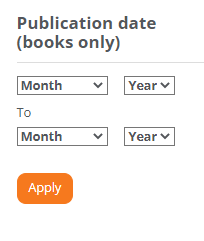 Publication date
(books only)
Month Year
To
Month Year
Apply